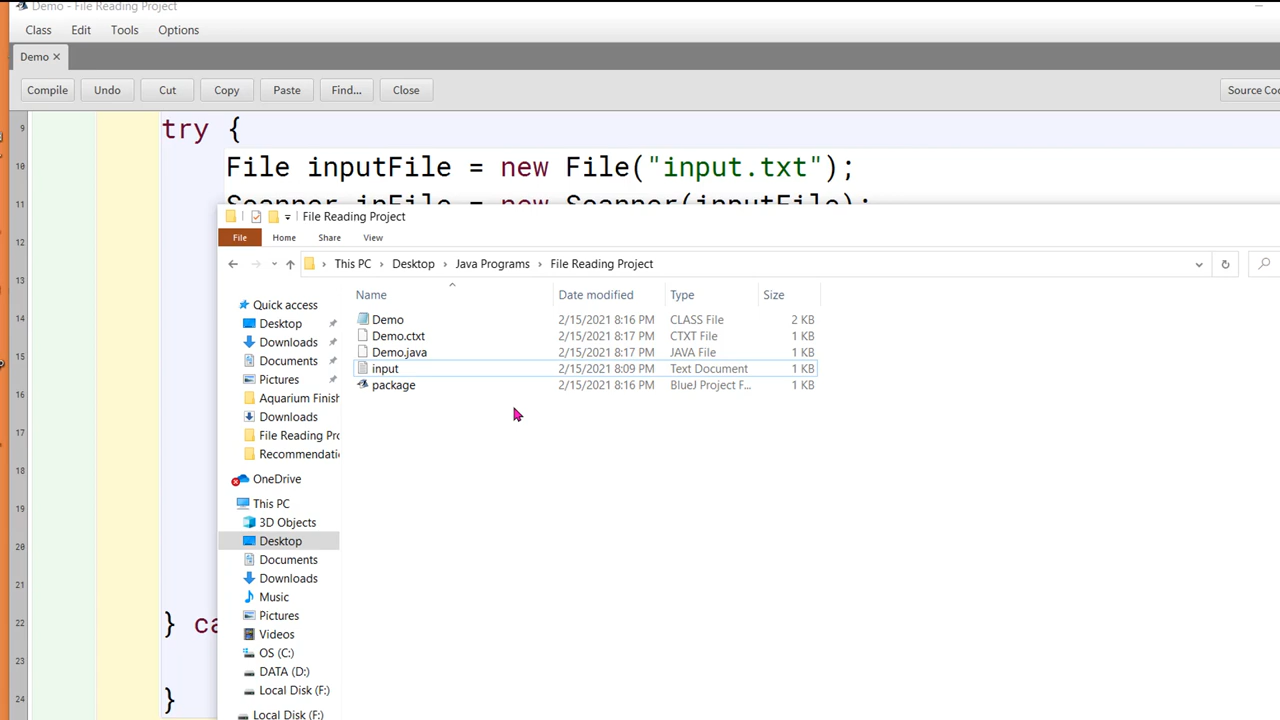 Demo - File Reading Project
Class Edit Tools Options
Demo ×
Compile Undo Cut Copy Paste Find... Close
9 try {
10 File inputFile = new File("input.txt");
11 Scanner inFile = new Scanner(inputFile);
File Reading Project
12
File Home Share View
This PC › Desktop › Java Programs › File Reading Project
13
Name Date modified Type Size
Quick access
14
Demo 2/15/2021 8:16 PM CLASS File 2 KB
Desktop
Demo.ctxt 2/15/2021 8:17 PM CTXT File 1 KB
Downloads
15
Demo.java 2/15/2021 8:17 PM JAVA File 1 KB
Documents
input 2/15/2021 8:09 PM Text Document 1 KB
Pictures
package 2/15/2021 8:16 PM BlueJ Project F... 1 KB
16
Aquarium Finish
Downloads
17
File Reading Pro
Recommendati
18
OneDrive
This PC
19
3D Objects
Desktop
20
Documents
Downloads
21
Music
Pictures
22 } ca
Videos
OS (C:)
23
DATA (D:)
Local Disk (F:)
24 }
Local Disk (F:)